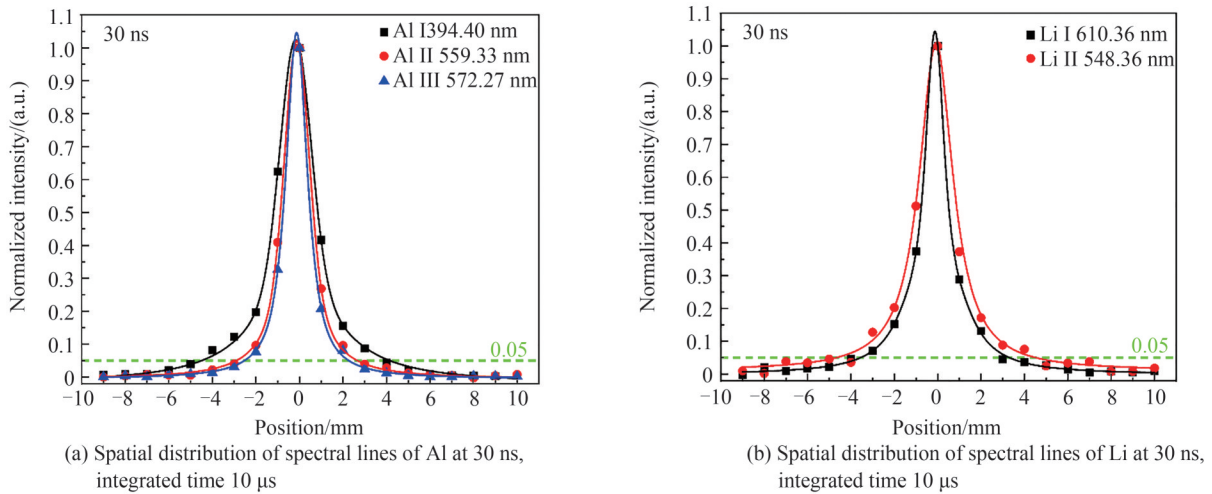 1.1
1.0
0.9
0.8
0.7
0.6
0.5
0.4
0.3
0.2
0.1
0
Normalized intensity/(a.u.)
30 ns
Al I394.40 nm
Al II 559.33 nm
Al III 572.27 nm
0.05
−10 −8 −6 −4 −2 0 2 4 6 8 10
Position/mm
(a) Spatial distribution of spectral lines of Al at 30 ns,
integrated time 10 μs
1.1
1.0
0.9
0.8
0.7
0.6
0.5
0.4
0.3
0.2
0.1
0
Normalized intensity/(a.u.)
30 ns
Li I 610.36 nm
Li II 548.36 nm
0.05
−10 −8 −6 −4 −2 0 2 4 6 8 10
Position/mm
(b) Spatial distribution of spectral lines of Li at 30 ns,
integrated time 10 μs